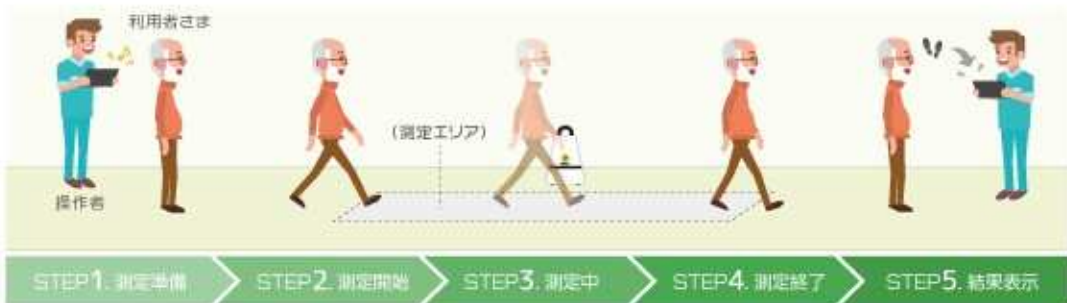 利用者さま
(測定エリア)
操作者
STEP1. 測定準備
STEP2. 測定開始
STEP3. 測定中
STEP4. 測定終了
STEP5. 結果表示